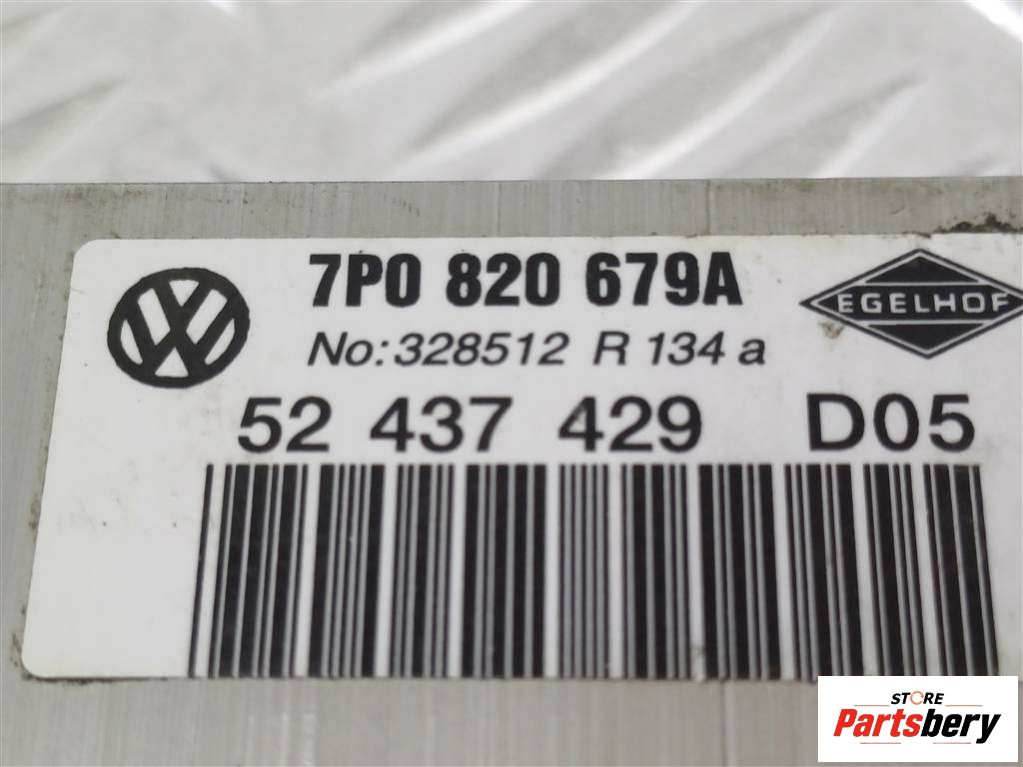 7P0 820 679A
EGELHOF
No:328512 R 134 a
52 437 429 D05
STORE
Partsbery